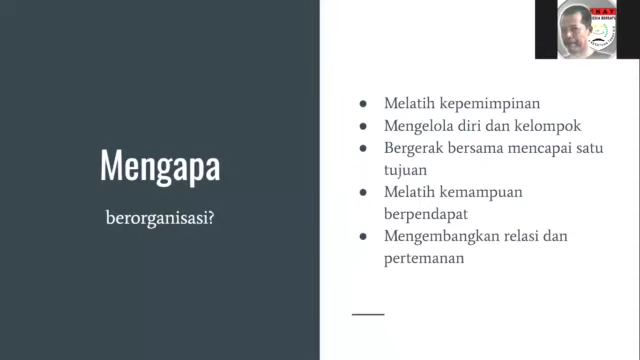 Mengapa
berorganisasi?
● Melatih kepemimpinan
● Mengelola diri dan kelompok
● Bergerak bersama mencapai satu
tujuan
● Melatih kemampuan
berpendapat
● Mengembangkan relasi dan
pertemanan